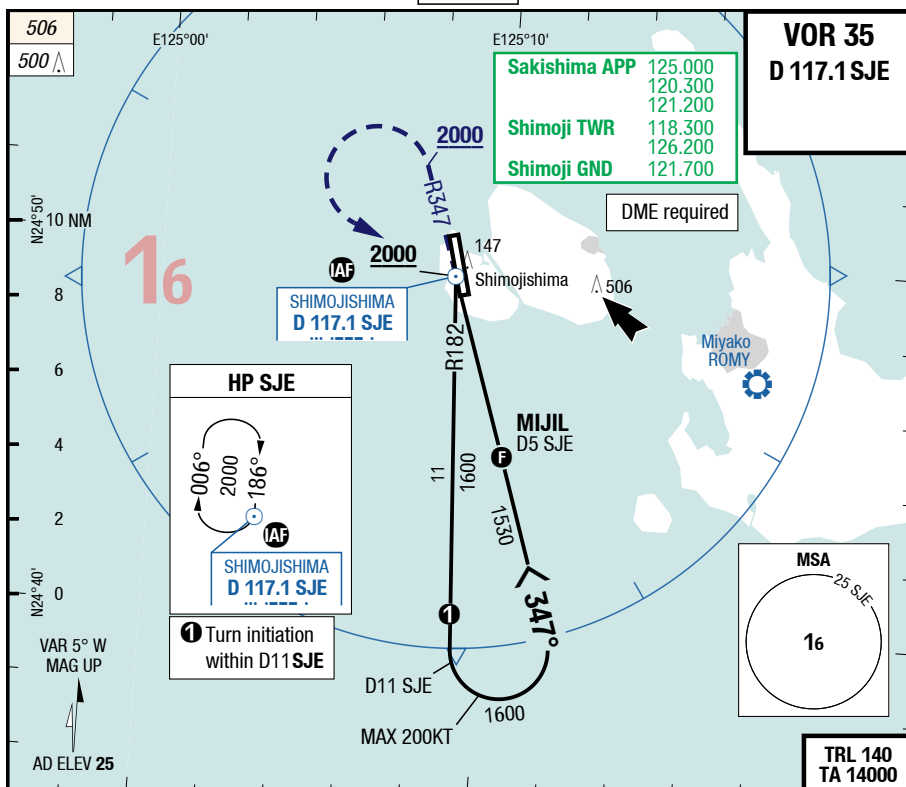 506
500
E125°00'
E125°10'
VOR 35
D 117.1 SJE
Sakishima APP 125.000
120.300
121.200
Shimoji TWR 118.300
126.200
Shimoji GND 121.700
DME required
2000
R347
N24°50'
10 NM
16
2000
147
IAF
Shimojishima
8
506
SHIMOJISHIMA
D 117.1 SJE
Miyako
ROMY
R182
6
HP SJE
MIJIL
D5 SJE
F
4
006°
2000
186°
11
1600
1530
2
IAF
SHIMOJISHIMA
D 117.1 SJE
MSA
25 SJE
16
N24°40'
0
347°
1
1 Turn initiation
within D11 SJE
VAR 5° W
MAG UP
D11 SJE
1600
MAX 200KT
AD ELEV 25
TRL 140
TA 14000